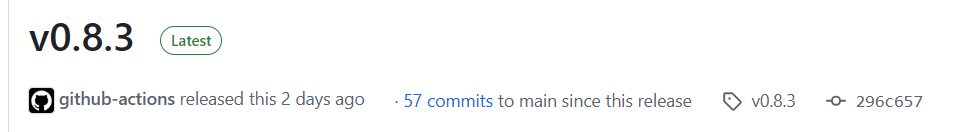 v0.8.3 Latest
github-actions released this 2 days ago · 57 commits to main since this release v0.8.3 296c657